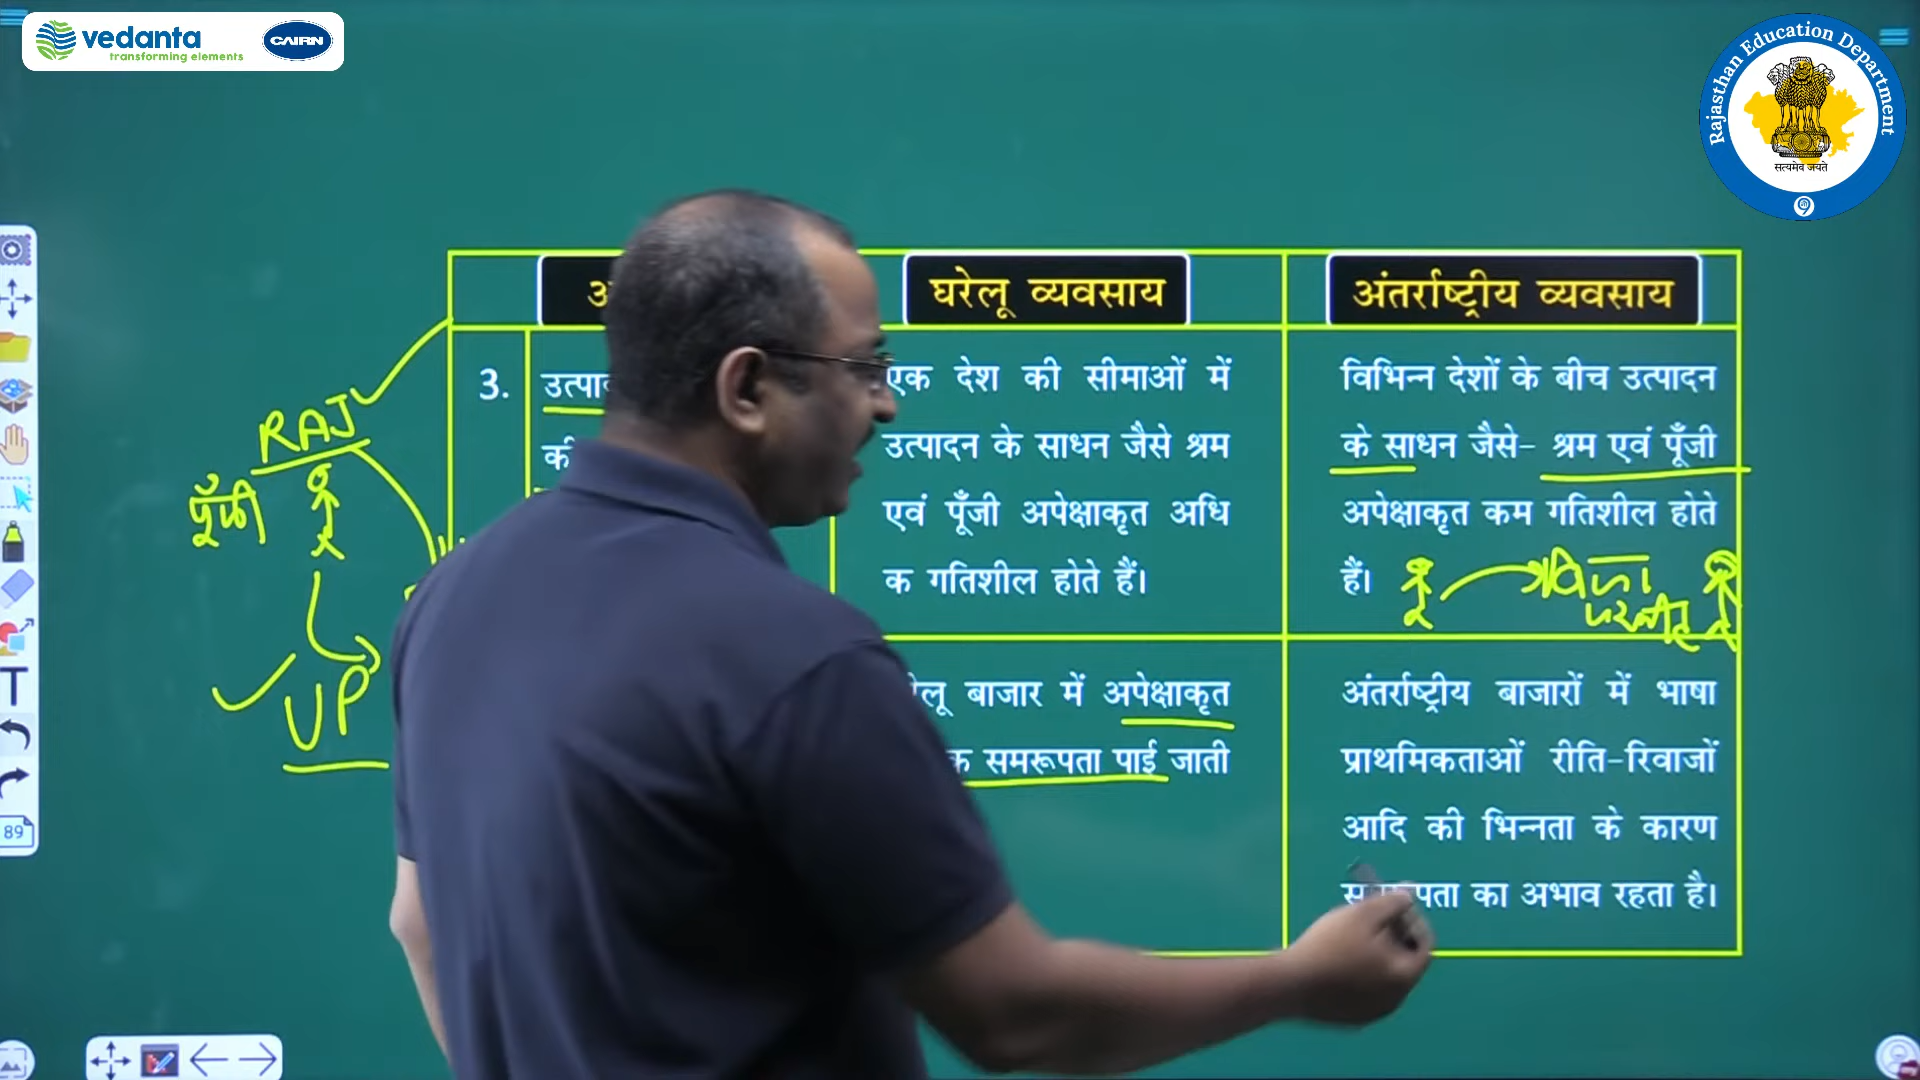 vedanta
transforming elements
CAIRN
Rajasthan Education Department
सत्यमेव जयते
घरेलू व्यवसाय
अंतर्राष्ट्रीय व्यवसाय
3.
एक देश की सीमाओं में
उत्पादन के साधन जैसे श्रम
एवं पूँजी अपेक्षाकृत अधि
क गतिशील होते हैं।
विभिन्न देशों के बीच उत्पादन
के साधन जैसे- श्रम एवं पूँजी
अपेक्षाकृत कम गतिशील होते
हैं।
बाजार में अपेक्षाकृत
समरूपता पाई जाती
अंतर्राष्ट्रीय बाजारों में भाषा
प्राथमिकताओं रीति-रिवाजों
आदि की भिन्नता के कारण
का अभाव रहता है।
RAJ
पूँजी
UP
T
89